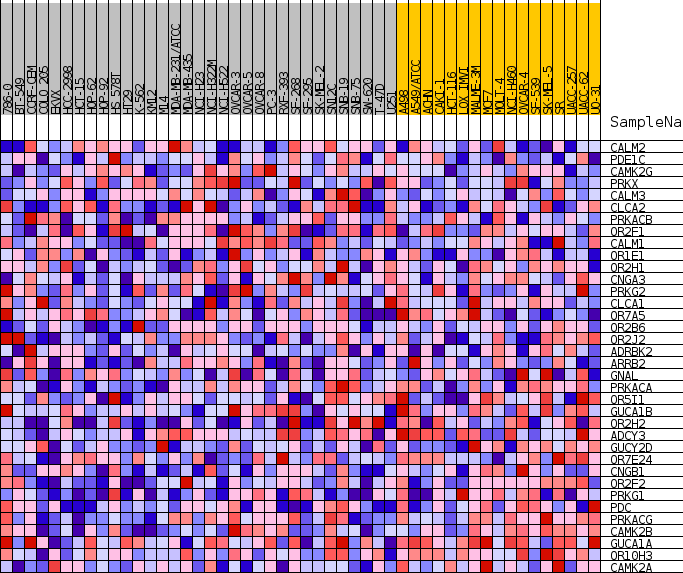 786-0
BT-549
CCRF-CEM
COLO 205
EKVX
HCC-2998
HCT-15
HOP-62
HOP-92
HS 578T
HT29
K-562
KM12
M14
MDA-MB-231/ATCC
MDA-MB-435
NCI-H23
NCI-H322M
NCI-H522
OVCAR-3
OVCAR-5
OVCAR-8
PC-3
RXF-393
SF-268
SF-295
SK-MEL-2
SN12C
SNB-19
SNB-75
SW-620
T-47D
U251
A498
A549/ATCC
ACHN
CAKI-1
HCT-116
LOX IMVI
MALME-3M
MCF7
MOLT-4
NCI-H460
OVCAR-4
SF-539
SK-MEL-5
SR
UACC-257
UACC-62
UO-31
SampleNa
CALM2
PDE1C
CAMK2G
PRKX
CALM3
CLCA2
PRKACB
OR2F1
CALM1
OR1E1
OR2H1
CNGA3
PRKG2
CLCA1
OR7A5
OR2B6
OR2J2
ADRBK2
ARRB2
GNAL
PRKACA
OR5I1
GUCA1B
OR2H2
ADCY3
GUCY2D
OR7E24
CNGB1
OR2F2
PRKG1
PDC
PRKACG
CAMK2B
GUCA1A
OR10H3
CAMK2A